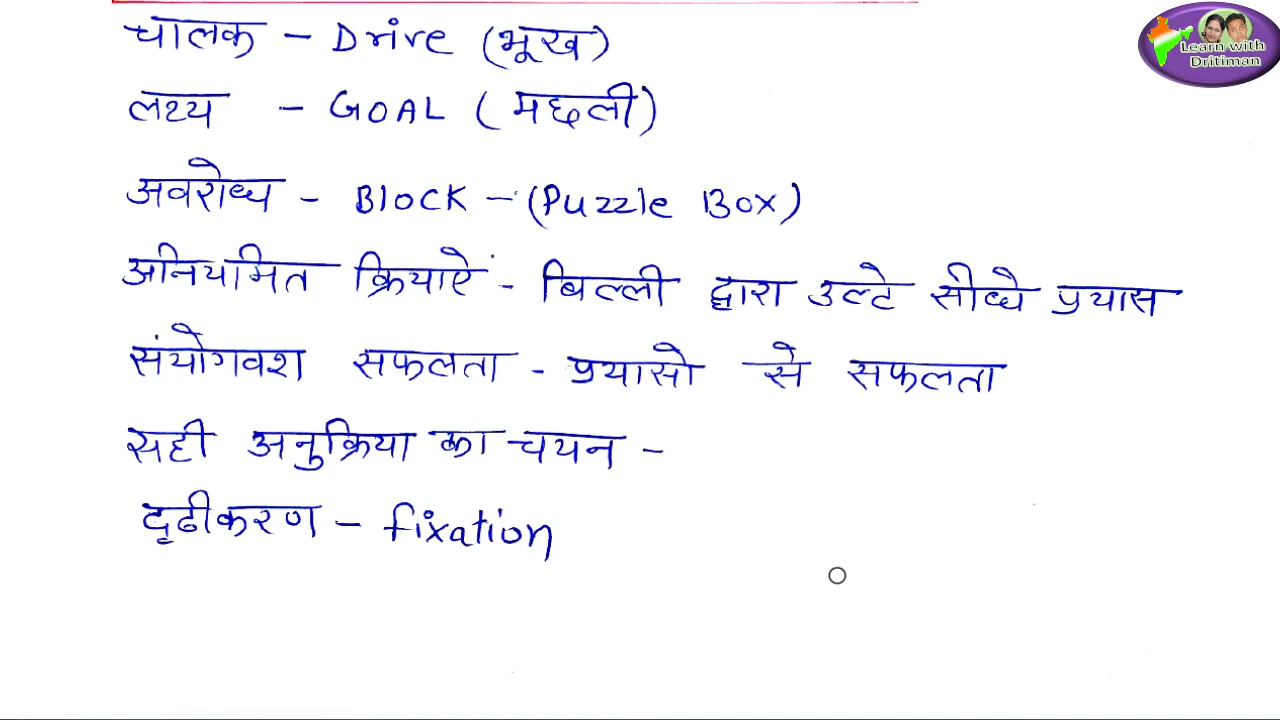 Learn with
Dritiman
चालक - Drive (भूख)
लक्ष्य - GOAL (मछली)
अवरोध - BlOCK - (Puzzle Box)
अनियमित क्रियाऐं - बिल्ली द्वारा उल्टे सीधे प्रयास
संयोगवश सफलता - प्रयासो से सफलता
सही अनुक्रिया का चयन -
दृढीकरण - fixation